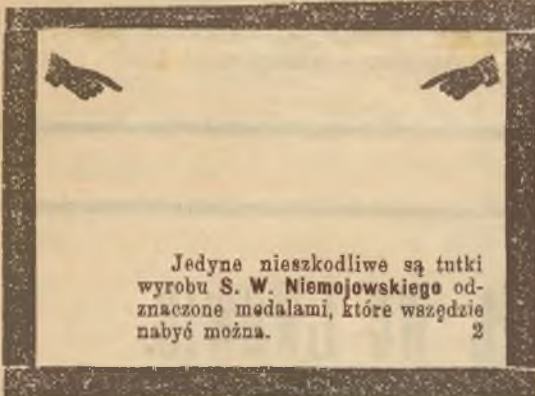 Jedyne nieszkodliwe są tutki
wyrobu S. W. Niemojowskiego od-
znaczone medalami, które wszędzie
nabyć można. 2